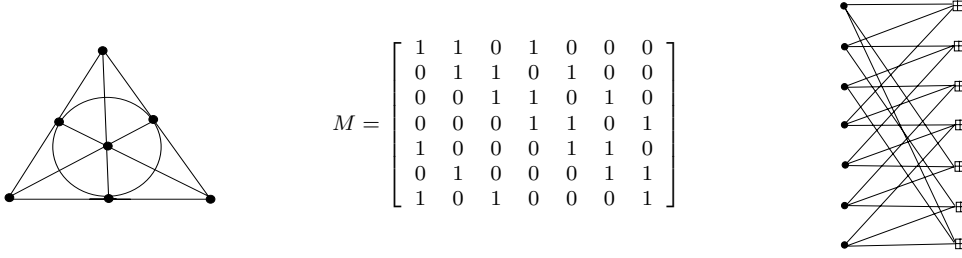 1 1 0 1 0 0 0
0 1 1 0 1 0 0
0 0 1 1 0 1 0
M = 0 0 0 1 1 0 1
1 0 0 0 1 1 0
0 1 0 0 0 1 1
1 0 1 0 0 0 1